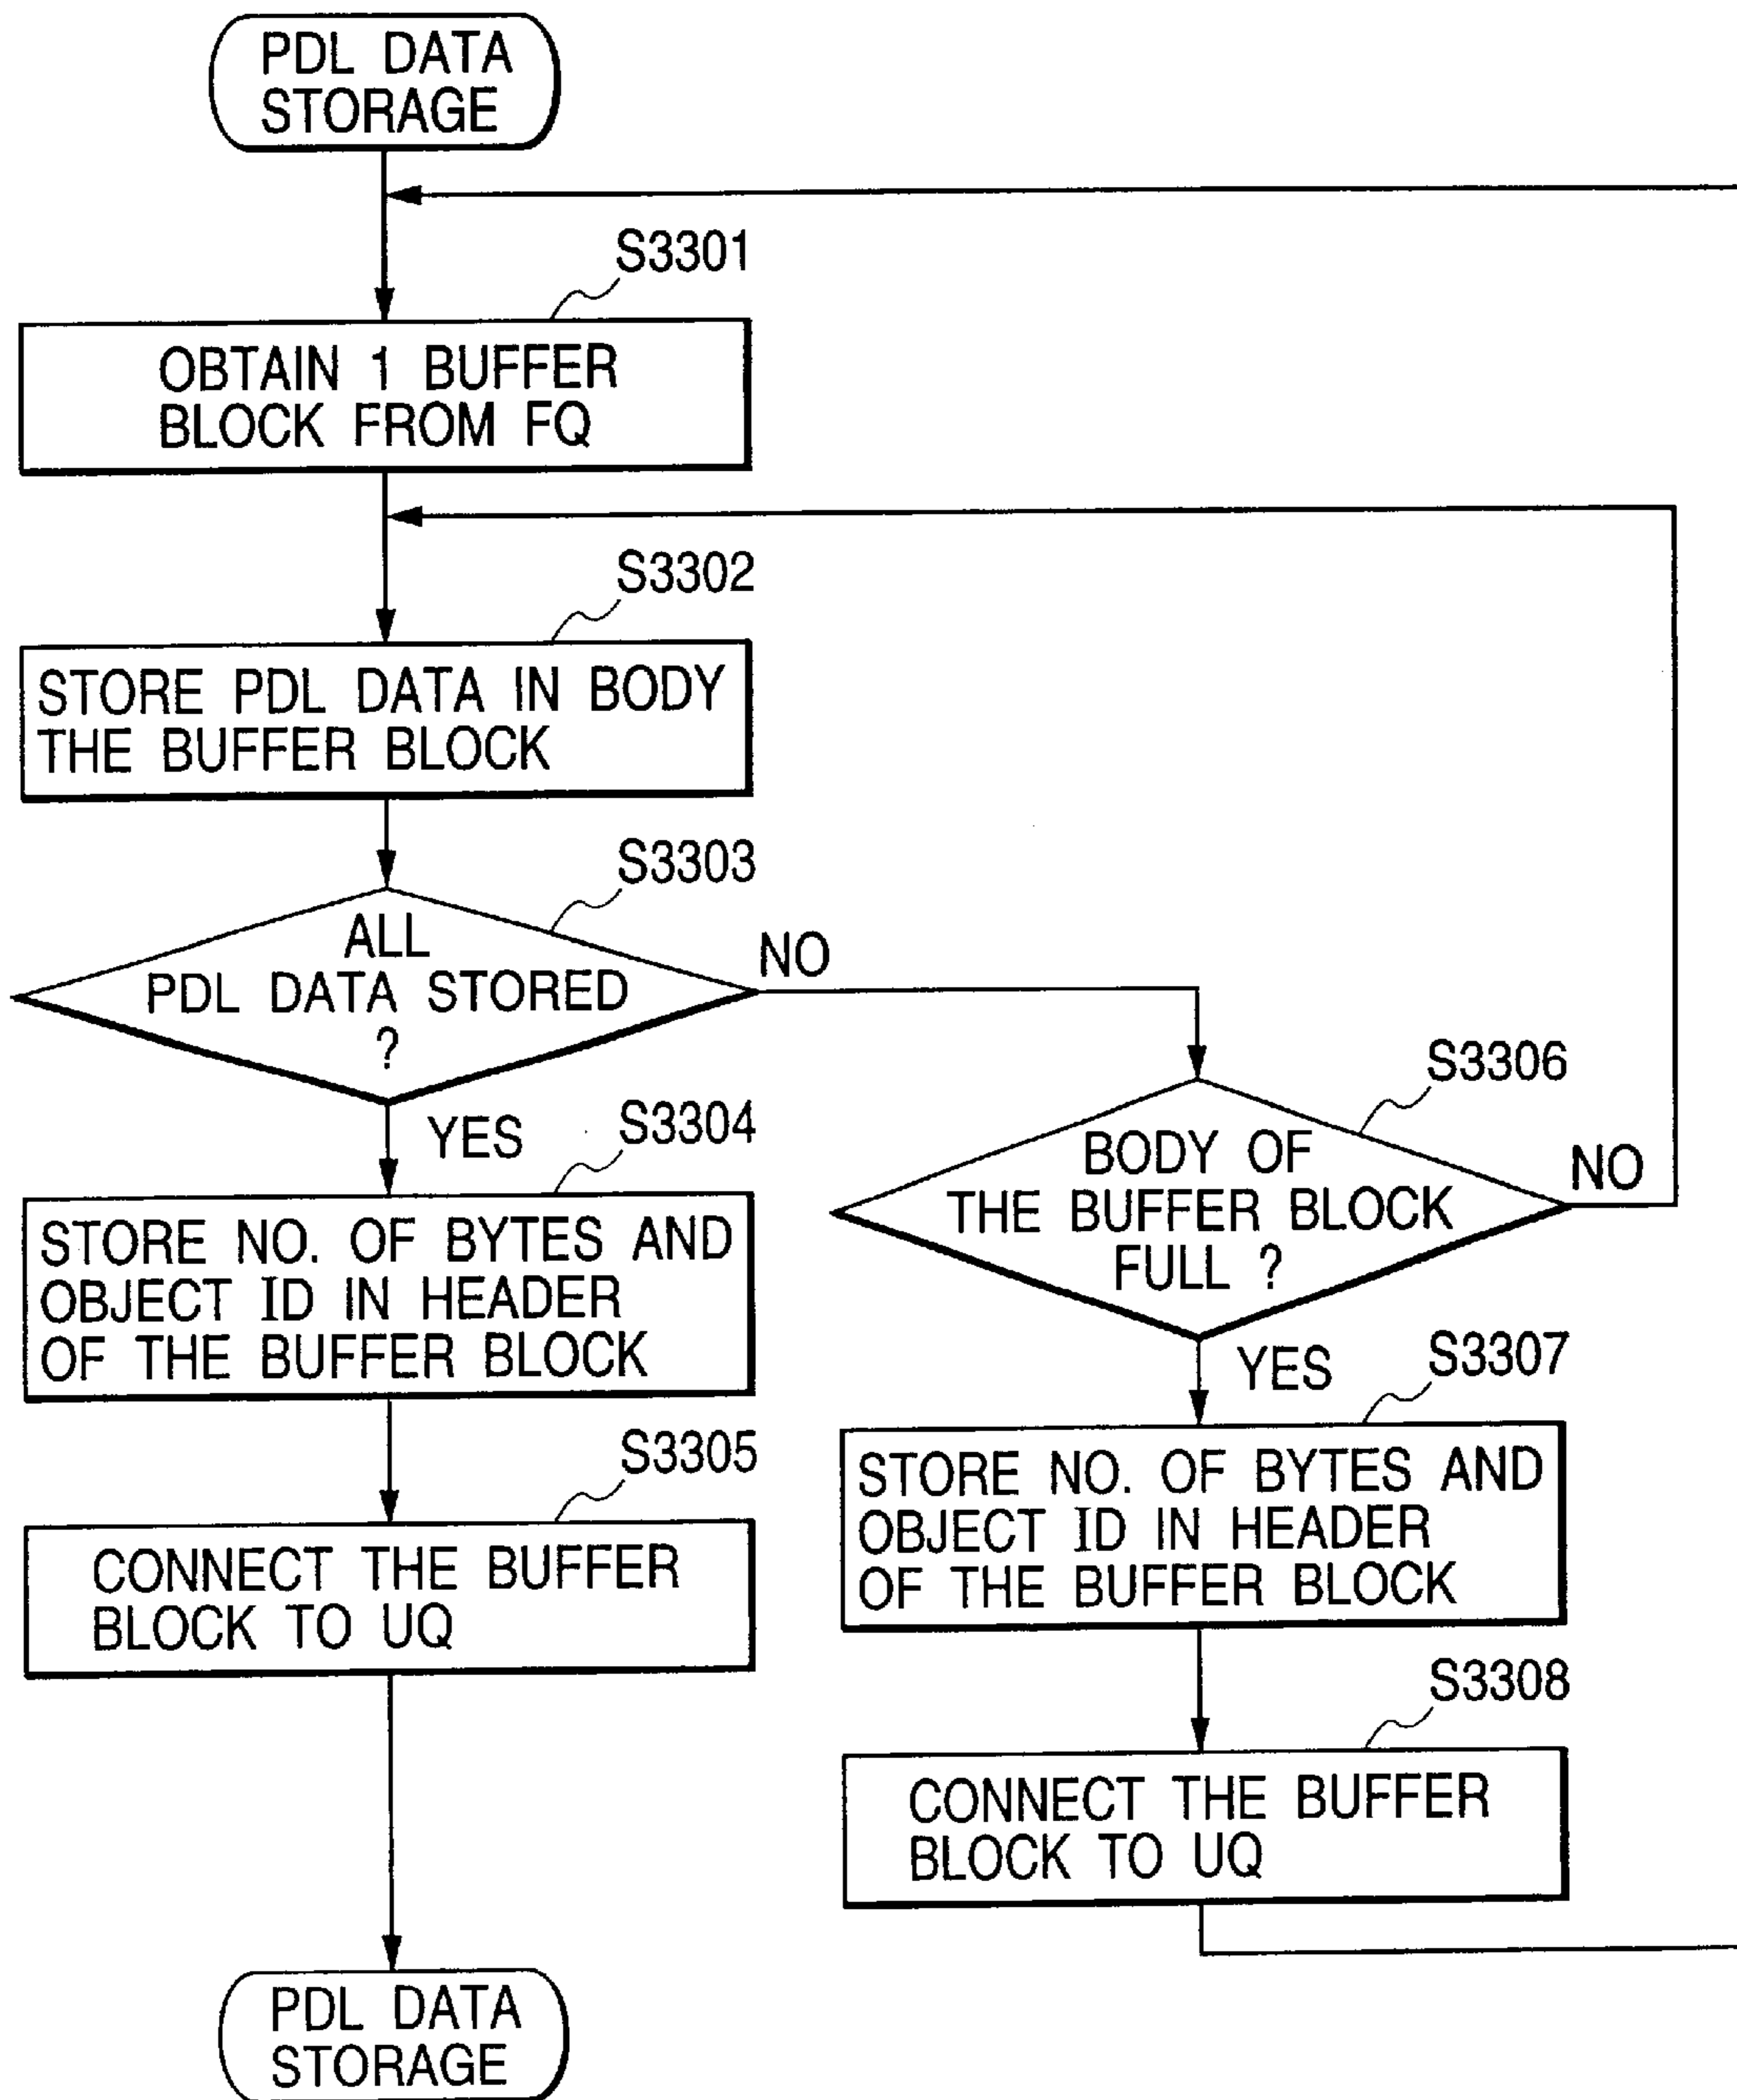 PDL DATA
STORAGE
S3301
OBTAIN 1 BUFFER
BLOCK FROM FQ
S3302
STORE PDL DATA IN BODY
THE BUFFER BLOCK
S3303
ALL
PDL DATA STORED
?
NO
YES
S3304
STORE NO. OF BYTES AND
OBJECT ID IN HEADER
OF THE BUFFER BLOCK
S3305
CONNECT THE BUFFER
BLOCK TO UQ
PDL DATA
STORAGE
S3306
BODY OF
THE BUFFER BLOCK
FULL ?
NO
YES
S3307
STORE NO. OF BYTES AND
OBJECT ID IN HEADER
OF THE BUFFER BLOCK
S3308
CONNECT THE BUFFER
BLOCK TO UQ